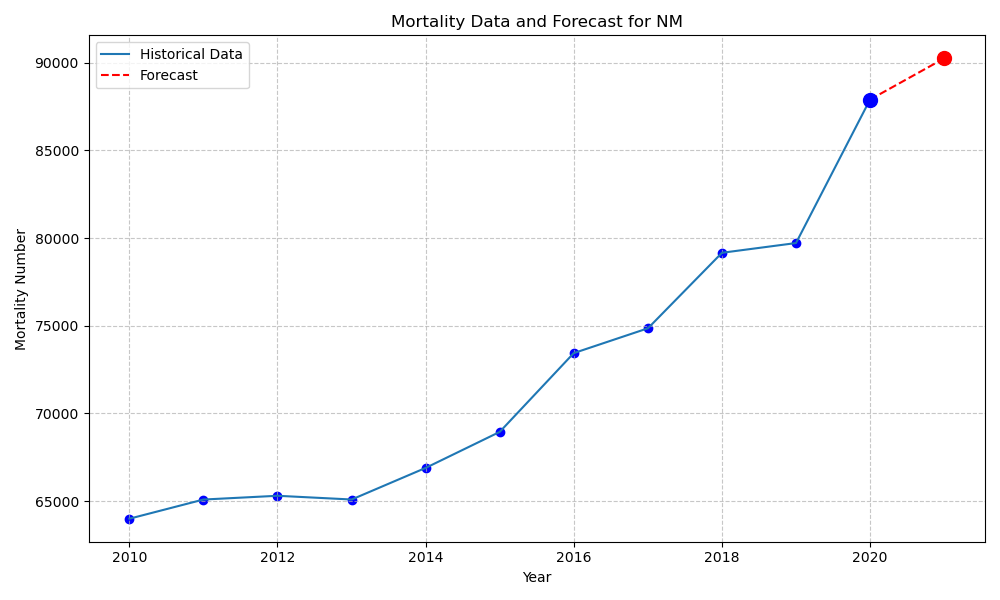 Mortality Data and Forecast for NM
Historical Data
Forecast
90000
85000
80000
75000
70000
65000
Mortality Number
2010 2012 2014 2016 2018 2020
Year